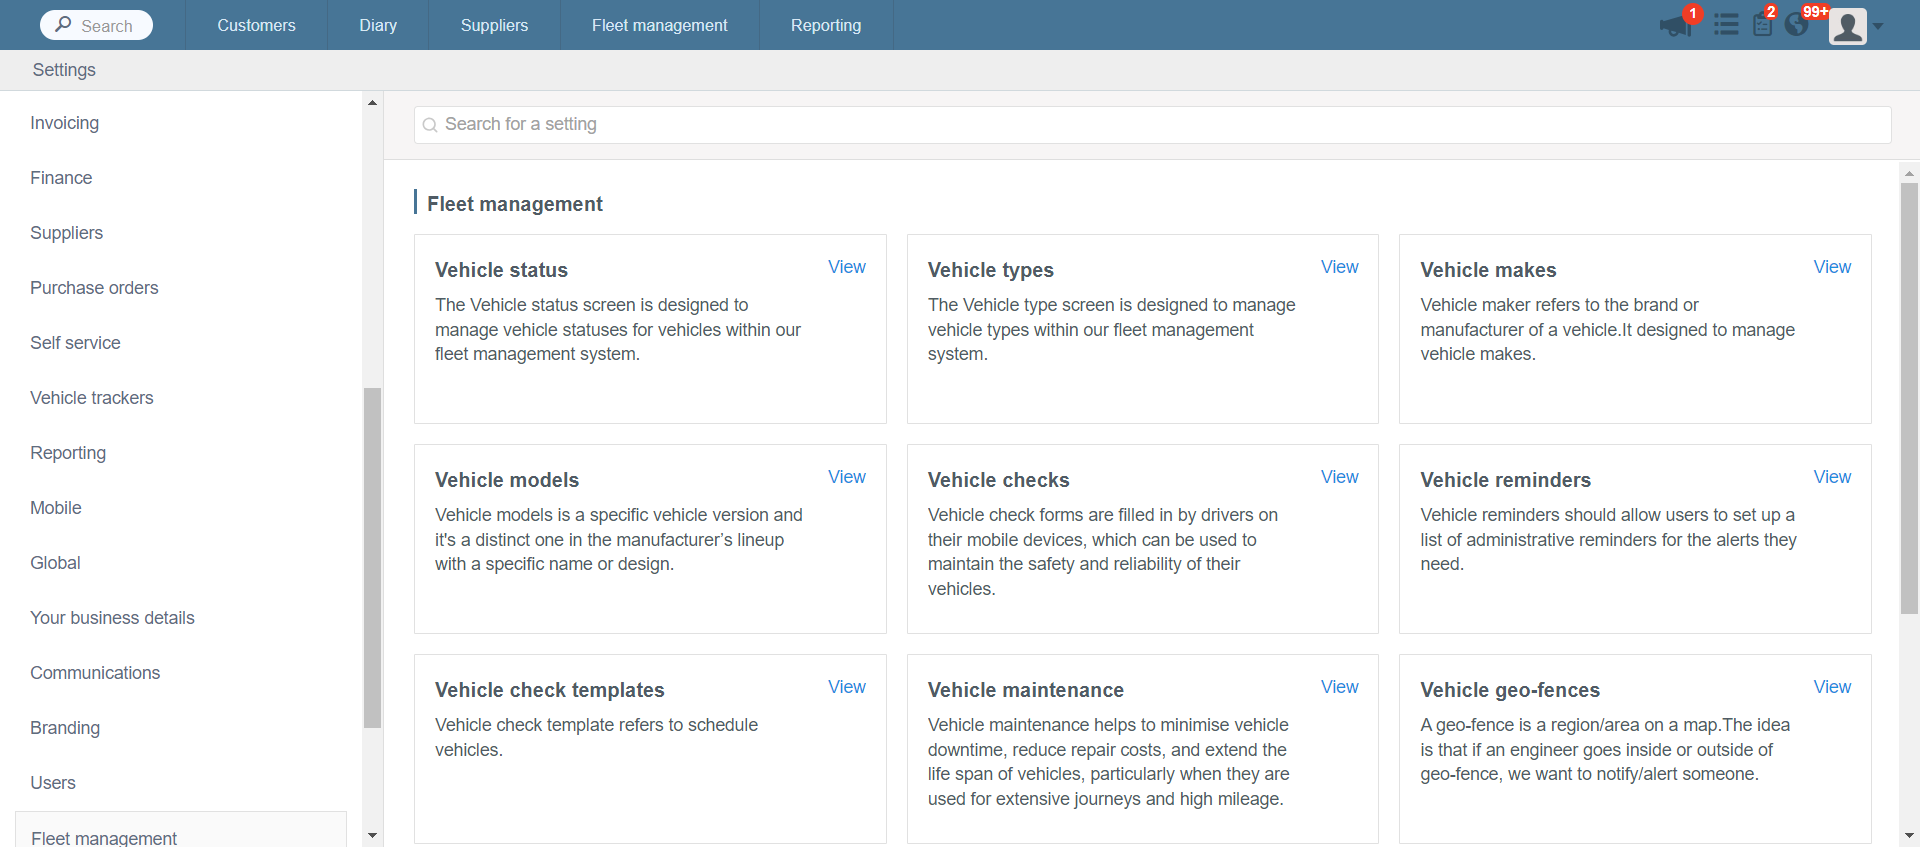 Search
Customers
Diary
Suppliers
Fleet management
Reporting
1
2
99+
Settings
Invoicing
Finance
Suppliers
Purchase orders
Self service
Vehicle trackers
Reporting
Mobile
Global
Your business details
Communications
Branding
Users
Fleet management
Search for a setting
Fleet management
Vehicle status
View
The Vehicle status screen is designed to
manage vehicle statuses for vehicles within our
fleet management system.
Vehicle types
View
The Vehicle type screen is designed to manage
vehicle types within our fleet management
system.
Vehicle makes
View
Vehicle maker refers to the brand or
manufacturer of a vehicle.It designed to manage
vehicle makes.
Vehicle models
View
Vehicle models is a specific vehicle version and
it's a distinct one in the manufacturer’s lineup
with a specific name or design.
Vehicle checks
View
Vehicle check forms are filled in by drivers on
their mobile devices, which can be used to
maintain the safety and reliability of their
vehicles.
Vehicle reminders
View
Vehicle reminders should allow users to set up a
list of administrative reminders for the alerts they
need.
Vehicle check templates
View
Vehicle check template refers to schedule
vehicles.
Vehicle maintenance
View
Vehicle maintenance helps to minimise vehicle
downtime, reduce repair costs, and extend the
life span of vehicles, particularly when they are
used for extensive journeys and high mileage.
Vehicle geo-fences
View
A geo-fence is a region/area on a map.The idea
is that if an engineer goes inside or outside of
geo-fence, we want to notify/alert someone.